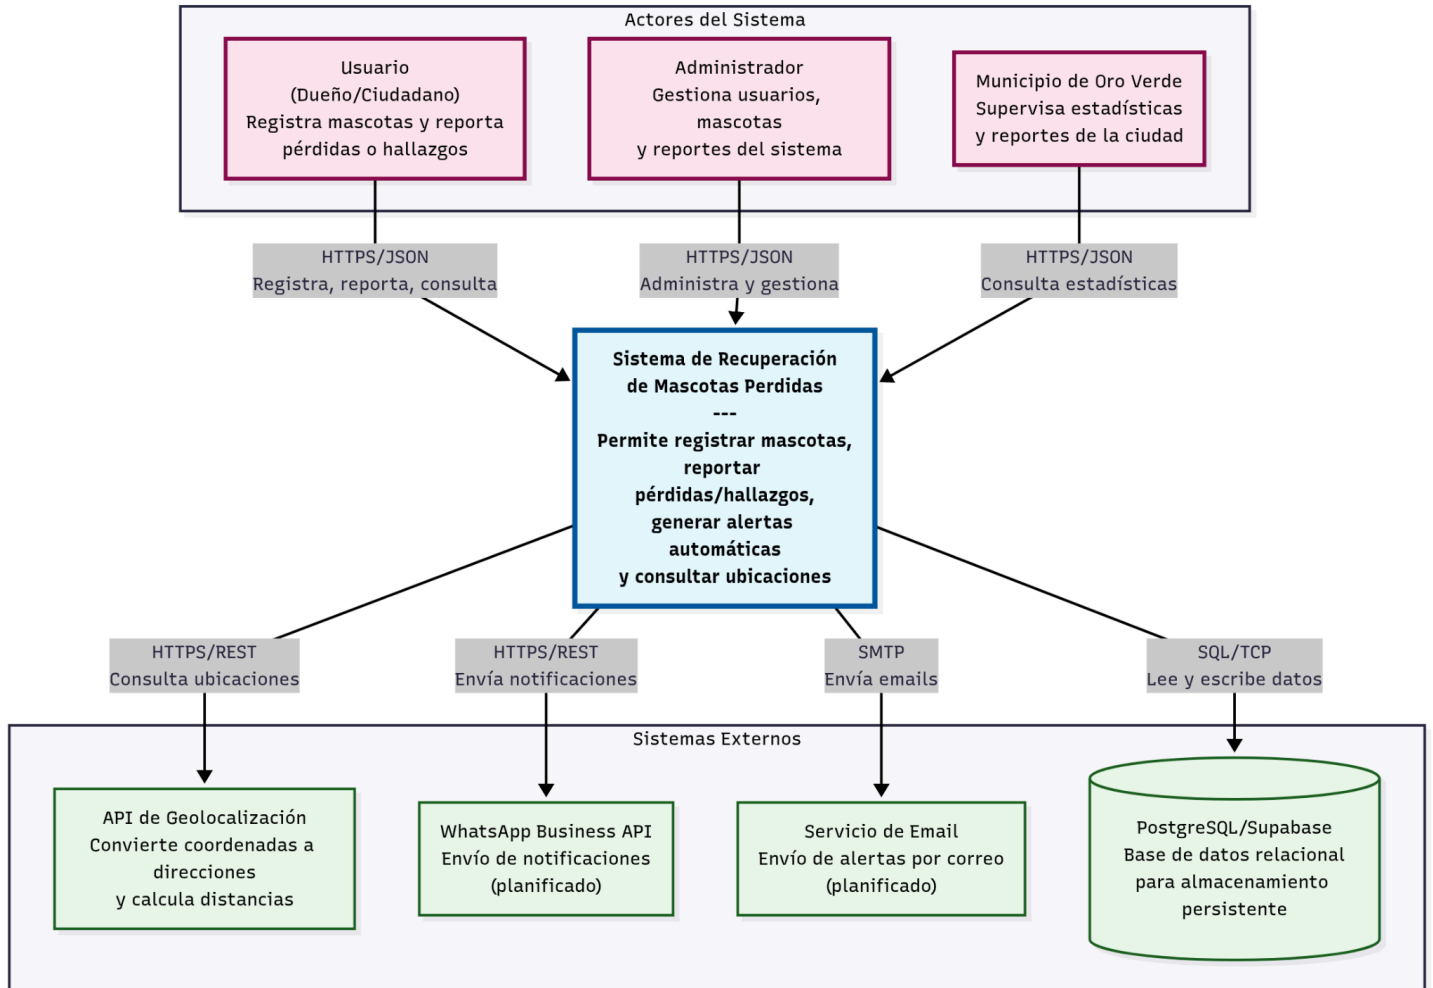 Actores del Sistema
Usuario
(Dueño/Ciudadano)
Registra mascotas y reporta
pérdidas o hallazgos
Administrador
Gestiona usuarios,
mascotas
y reportes del sistema
Municipio de Oro Verde
Supervisa estadísticas
y reportes de la ciudad
HTTPS/JSON
Registra, reporta, consulta
HTTPS/JSON
Administra y gestiona
HTTPS/JSON
Consulta estadísticas
Sistema de Recuperación
de Mascotas Perdidas
---
Permite registrar mascotas,
reportar
pérdidas/hallazgos,
generar alertas
automáticas
y consultar ubicaciones
HTTPS/REST
Consulta ubicaciones
HTTPS/REST
Envía notificaciones
SMTP
Envía emails
SQL/TCP
Lee y escribe datos
Sistemas Externos
API de Geolocalización
Convierte coordenadas a
direcciones
y calcula distancias
WhatsApp Business API
Envío de notificaciones
(planificado)
Servicio de Email
Envío de alertas por correo
(planificado)
PostgreSQL/Supabase
Base de datos relacional
para almacenamiento
persistente